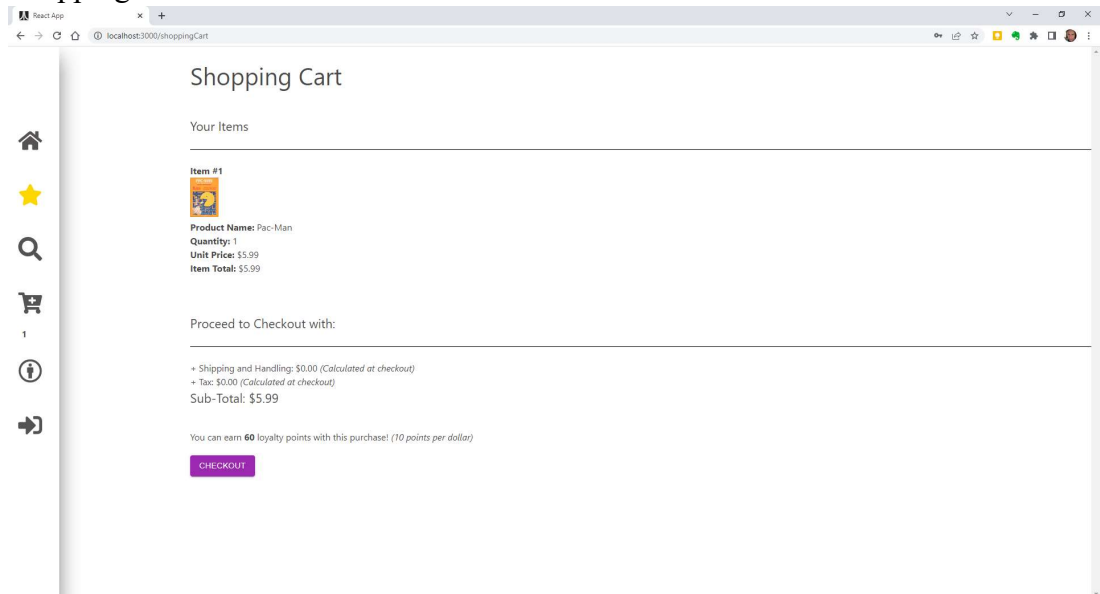 React App
localhost:3000/shoppingCart
Shopping Cart
Your Items
Item #1
Product Name: Pac-Man
Quantity: 1
Unit Price: $5.99
Item Total: $5.99
Proceed to Checkout with:
+ Shipping and Handling: $0.00 (Calculated at checkout)
1
+ Tax: $0.00 (Calculated at checkout)
Sub-Total: $5.99
You can earn 60 loyalty points with this purchase! (10 points per dollar)
CHECKOUT